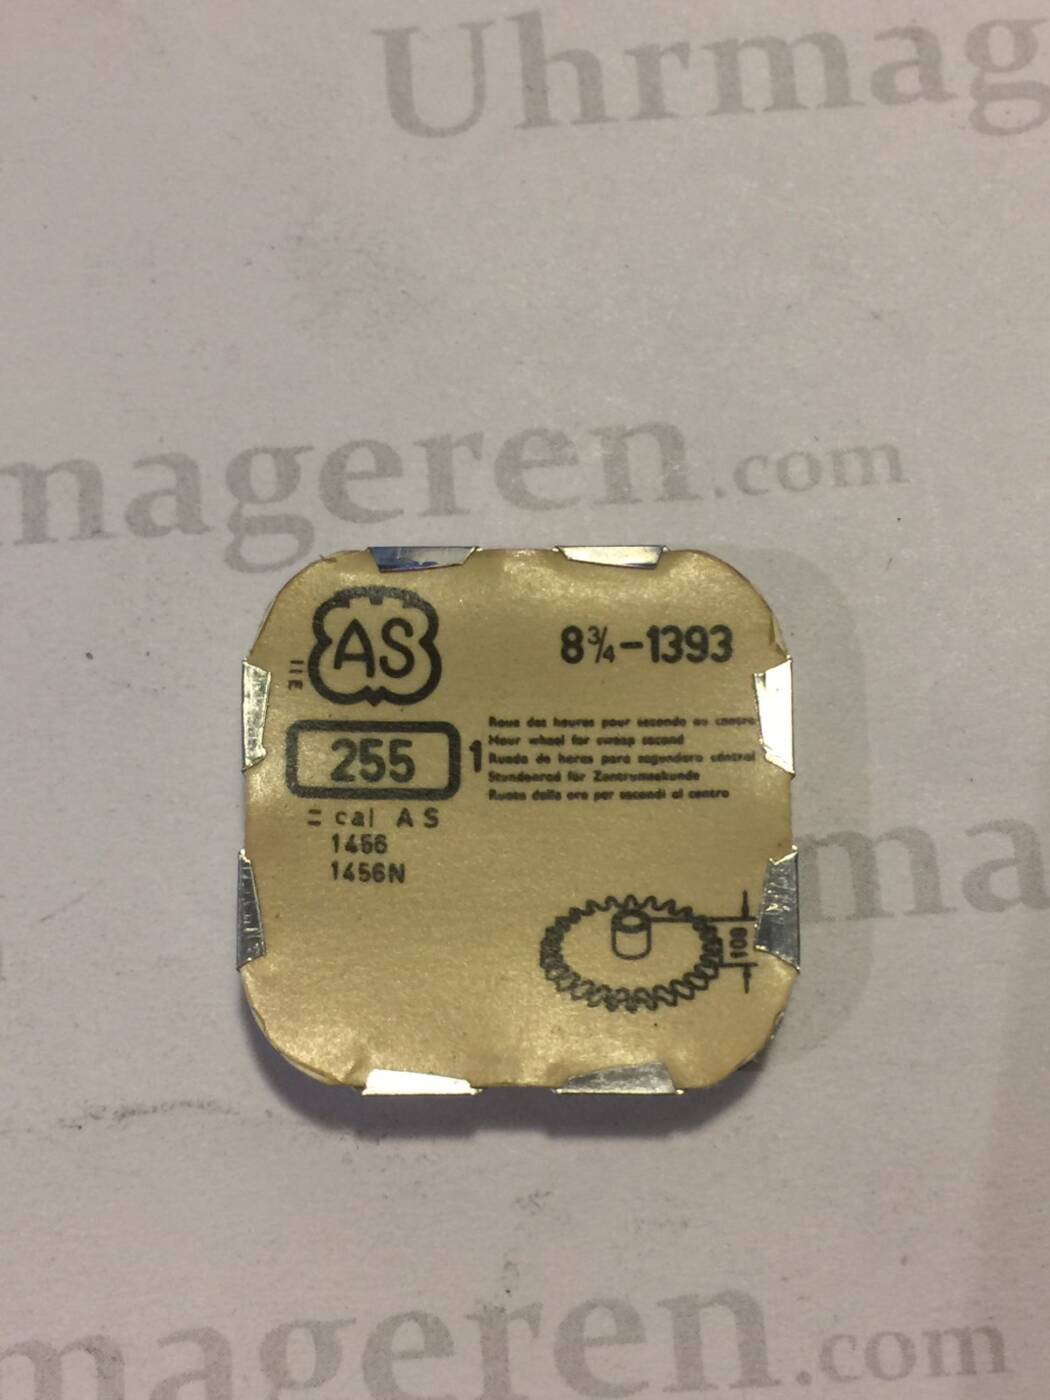 Uhrmag
mageren.com
AS
8¾-1393
255
1
Roue des heures pour seconde au centre
Hour wheel for sweep second
Rueda de horas para segundero central
Stundenrad für Zentrumsekunde
Ruota delle ore per secondi al centro
= cal AS
1456
1456N
108
ma
mageren.com